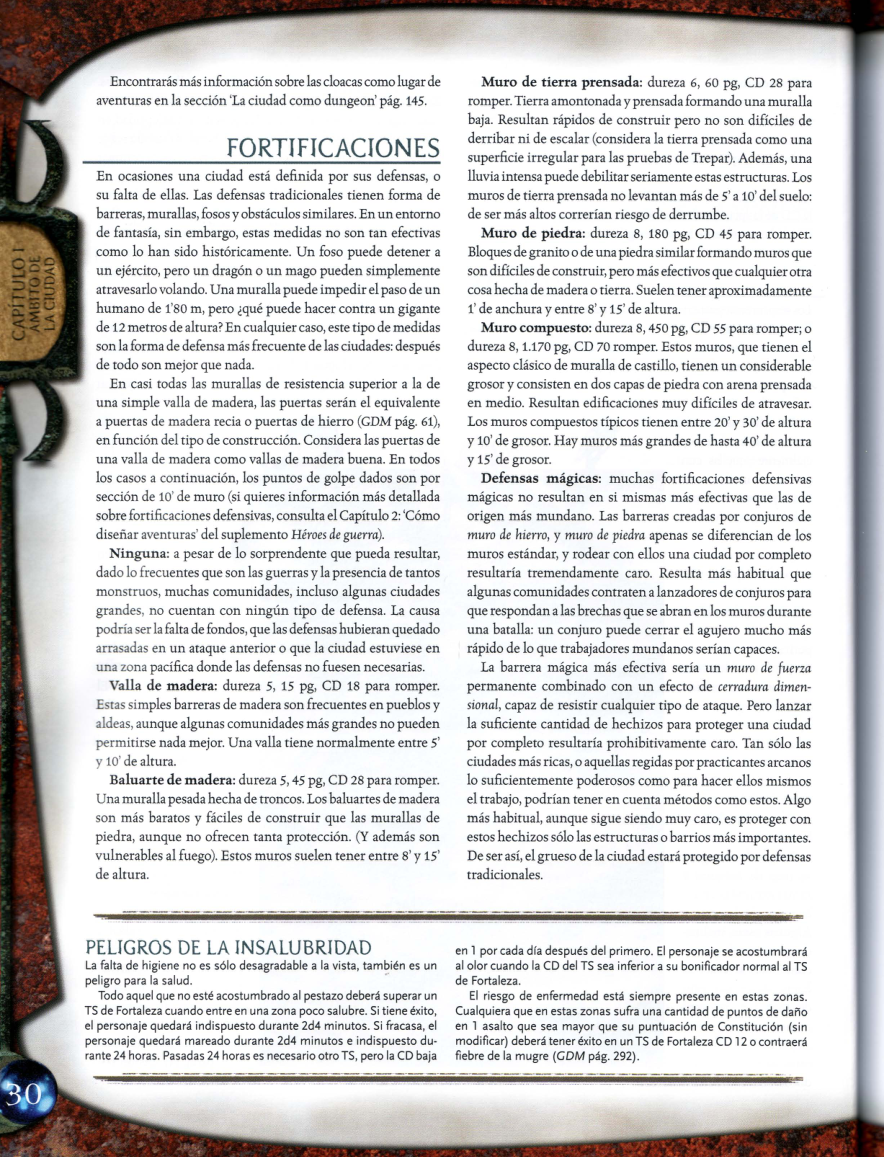 Encontrarás más información sobre las cloacas como lugar de
aventuras en la sección 'La ciudad como dungeon' pág. 145.
FORTIFICACIONES
En ocasiones una ciudad está definida por sus defensas, o
su falta de ellas. Las defensas tradicionales tienen forma de
barreras, murallas, fosos y obstáculos similares. En un entorno
de fantasía, sin embargo, estas medidas no son tan efectivas
como lo han sido históricamente. Un foso puede detener a
un ejército, pero un dragón o un mago pueden simplemente
atravesarlo volando. Una muralla puede impedir el paso de un
humano de 1'80 m, pero ¿qué puede hacer contra un gigante
de 12 metros de altura? En cualquier caso, este tipo de medidas
son la forma de defensa más frecuente de las ciudades: después
de todo son mejor que nada.
En casi todas las murallas de resistencia superior a la de
una simple valla de madera, las puertas serán el equivalente
a puertas de madera recia o puertas de hierro (GDM pág. 61),
en función del tipo de construcción. Considera las puertas de
una valla de madera como vallas de madera buena. En todos
los casos a continuación, los puntos de golpe dados son por
sección de 10' de muro (si quieres información más detallada
sobre fortificaciones defensivas, consulta el Capítulo 2: 'Cómo
diseñar aventuras' del suplemento Héroes de guerra).
Ninguna: a pesar de lo sorprendente que pueda resultar,
dado lo frecuentes que son las guerras y la presencia de tantos
monstruos, muchas comunidades, incluso algunas ciudades
grandes, no cuentan con ningún tipo de defensa. La causa
podría ser la falta de fondos, que las defensas hubieran quedado
arrasadas en un ataque anterior o que la ciudad estuviese en
una zona pacífica donde las defensas no fuesen necesarias.
Valla de madera: dureza 5, 15 pg, CD 18 para romper.
Estas simples barreras de madera son frecuentes en pueblos y
aldeas, aunque algunas comunidades más grandes no pueden
permitirse nada mejor. Una valla tiene normalmente entre 5'
y 10' de altura.
Baluarte de madera: dureza 5, 45 pg, CD 28 para romper.
Una muralla pesada hecha de troncos. Los baluartes de madera
son más baratos y fáciles de construir que las murallas de
piedra, aunque no ofrecen tanta protección. (Y además son
vulnerables al fuego). Estos muros suelen tener entre 8' y 15'
de altura.
Muro de tierra prensada: dureza 6, 60 pg, CD 28 para
romper. Tierra amontonada y prensada formando una muralla
baja. Resultan rápidos de construir pero no son difíciles de
derribar ni de escalar (considera la tierra prensada como una
superficie irregular para las pruebas de Trepar). Además, una
lluvia intensa puede debilitar seriamente estas estructuras. Los
muros de tierra prensada no levantan más de 5' a 10' del suelo:
de ser más altos correrían riesgo de derrumbe.
Muro de piedra: dureza 8, 180 pg, CD 45 para romper.
Bloques de granito o de una piedra similar formando muros que
son difíciles de construir, pero más efectivos que cualquier otra
cosa hecha de madera o tierra. Suelen tener aproximadamente
1' de anchura y entre 8' y 15' de altura.
Muro compuesto: dureza 8, 450 pg, CD 55 para romper; o
dureza 8, 1.170 pg, CD 70 romper. Estos muros, que tienen el
aspecto clásico de muralla de castillo, tienen un considerable
grosor y consisten en dos capas de piedra con arena prensada
en medio. Resultan edificaciones muy difíciles de atravesar.
Los muros compuestos típicos tienen entre 20' y 30' de altura
y 10' de grosor. Hay muros más grandes de hasta 40' de altura
y 15' de grosor.
Defensas mágicas: muchas fortificaciones defensivas
mágicas no resultan en si mismas más efectivas que las de
origen más mundano. Las barreras creadas por conjuros de
muro de hierro, y muro de piedra apenas se diferencian de los
muros estándar, y rodear con ellos una ciudad por completo
resultaría tremendamente caro. Resulta más habitual que
algunas comunidades contraten a lanzadores de conjuros para
que respondan a las brechas que se abran en los muros durante
una batalla: un conjuro puede cerrar el agujero mucho más
rápido de lo que trabajadores mundanos serían capaces.
La barrera mágica más efectiva sería un muro de fuerza
permanente combinado con un efecto de cerradura dimen-
sional, capaz de resistir cualquier tipo de ataque. Pero lanzar
la suficiente cantidad de hechizos para proteger una ciudad
por completo resultaría prohibitivamente caro. Tan sólo las
ciudades más ricas, o aquellas regidas por practicantes arcanos
lo suficientemente poderosos como para hacer ellos mismos
el trabajo, podrían tener en cuenta métodos como estos. Algo
más habitual, aunque sigue siendo muy caro, es proteger con
estos hechizos sólo las estructuras o barrios más importantes.
De ser así, el grueso de la ciudad estará protegido por defensas
tradicionales.
CAPÍTULO 1
ÁMBITO DE
LA CIUDAD
PELIGROS DE LA INSALUBRIDAD
La falta de higiene no es sólo desagradable a la vista, también es un
peligro para la salud.
Todo aquel que no esté acostumbrado al pestazo deberá superar un
TS de Fortaleza cuando entre en una zona poco salubre. Si tiene éxito,
el personaje quedará indispuesto durante 2d4 minutos. Si fracasa, el
personaje quedará mareado durante 2d4 minutos e indispuesto du-
rante 24 horas. Pasadas 24 horas es necesario otro TS, pero la CD baja
en 1 por cada día después del primero. El personaje se acostumbrará
al olor cuando la CD del TS sea inferior a su bonificador normal al TS
de Fortaleza.
El riesgo de enfermedad está siempre presente en estas zonas.
Cualquiera que en estas zonas sufra una cantidad de puntos de daño
en 1 asalto que sea mayor que su puntuación de Constitución (sin
modificar) deberá tener éxito en un TS de Fortaleza CD 12 o contraerá
fiebre de la mugre (GDM pág. 292).
30